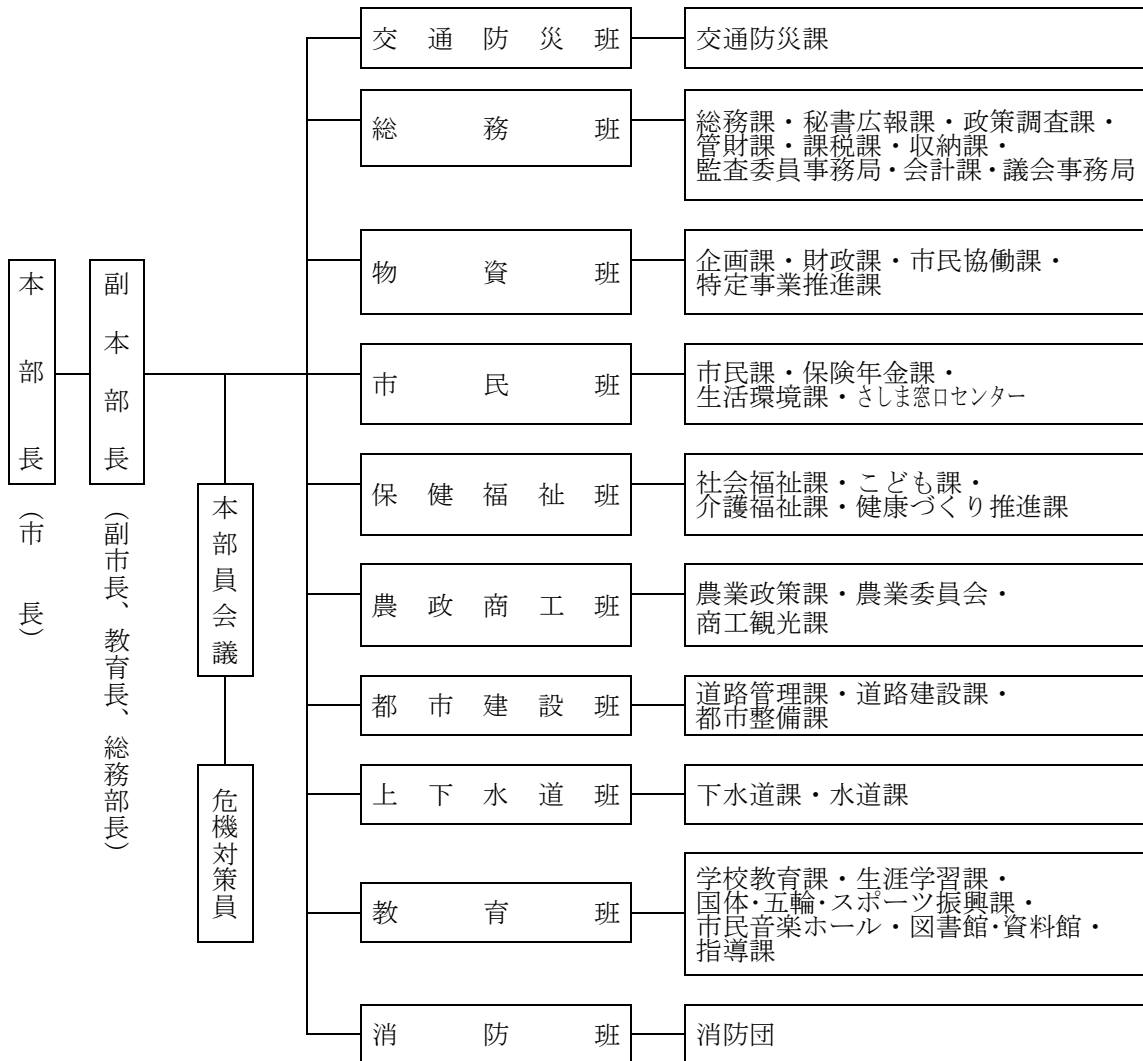 本部長
（市長）
副本部長
（副市長、教育長、総務部長）
本部員会議
危機対策員
交通防災班
交通防災課
総務班
総務課・秘書広報課・政策調査課・
管財課・課税課・収納課・
監査委員事務局・会計課・議会事務局
物資班
企画課・財政課・市民協働課・
特定事業推進課
市民班
市民課・保険年金課・
生活環境課・さしま窓口センター
保健福祉班
社会福祉課・こども課・
介護福祉課・健康づくり推進課
農政商工班
農業政策課・農業委員会・
商工観光課
都市建設班
道路管理課・道路建設課・
都市整備課
上下水道班
下水道課・水道課
教育班
学校教育課・生涯学習課・
国体・五輪・スポーツ振興課・
市民音楽ホール・図書館・資料館・
指導課
消防班
消防団